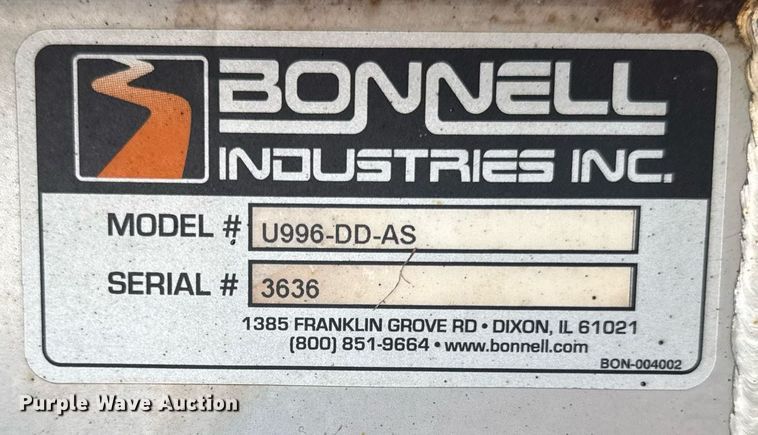 BONNELL
INDUSTRIES INC.
MODEL # U996-DD-AS
SERIAL # 3636
1385 FRANKLIN GROVE RD • DIXON, IL 61021
(800) 851-9664 • www.bonnell.com
BON-004002
Purple Wave Auction